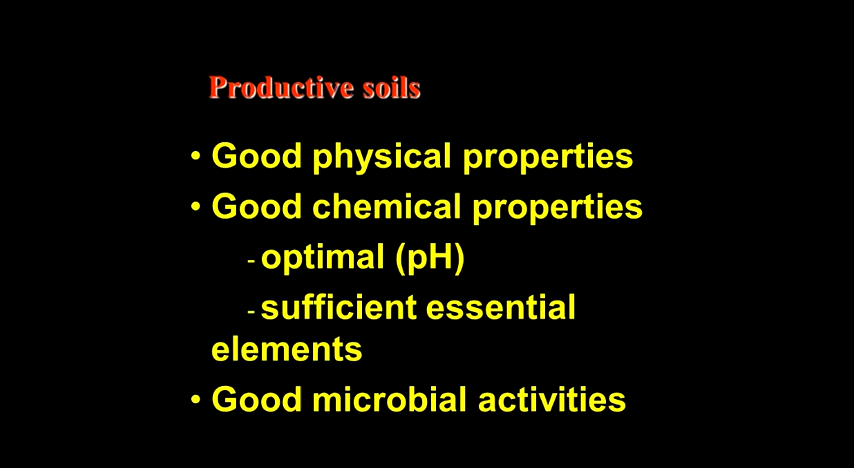 Productive soils
• Good physical properties
• Good chemical properties
- optimal (pH)
- sufficient essential
elements
• Good microbial activities